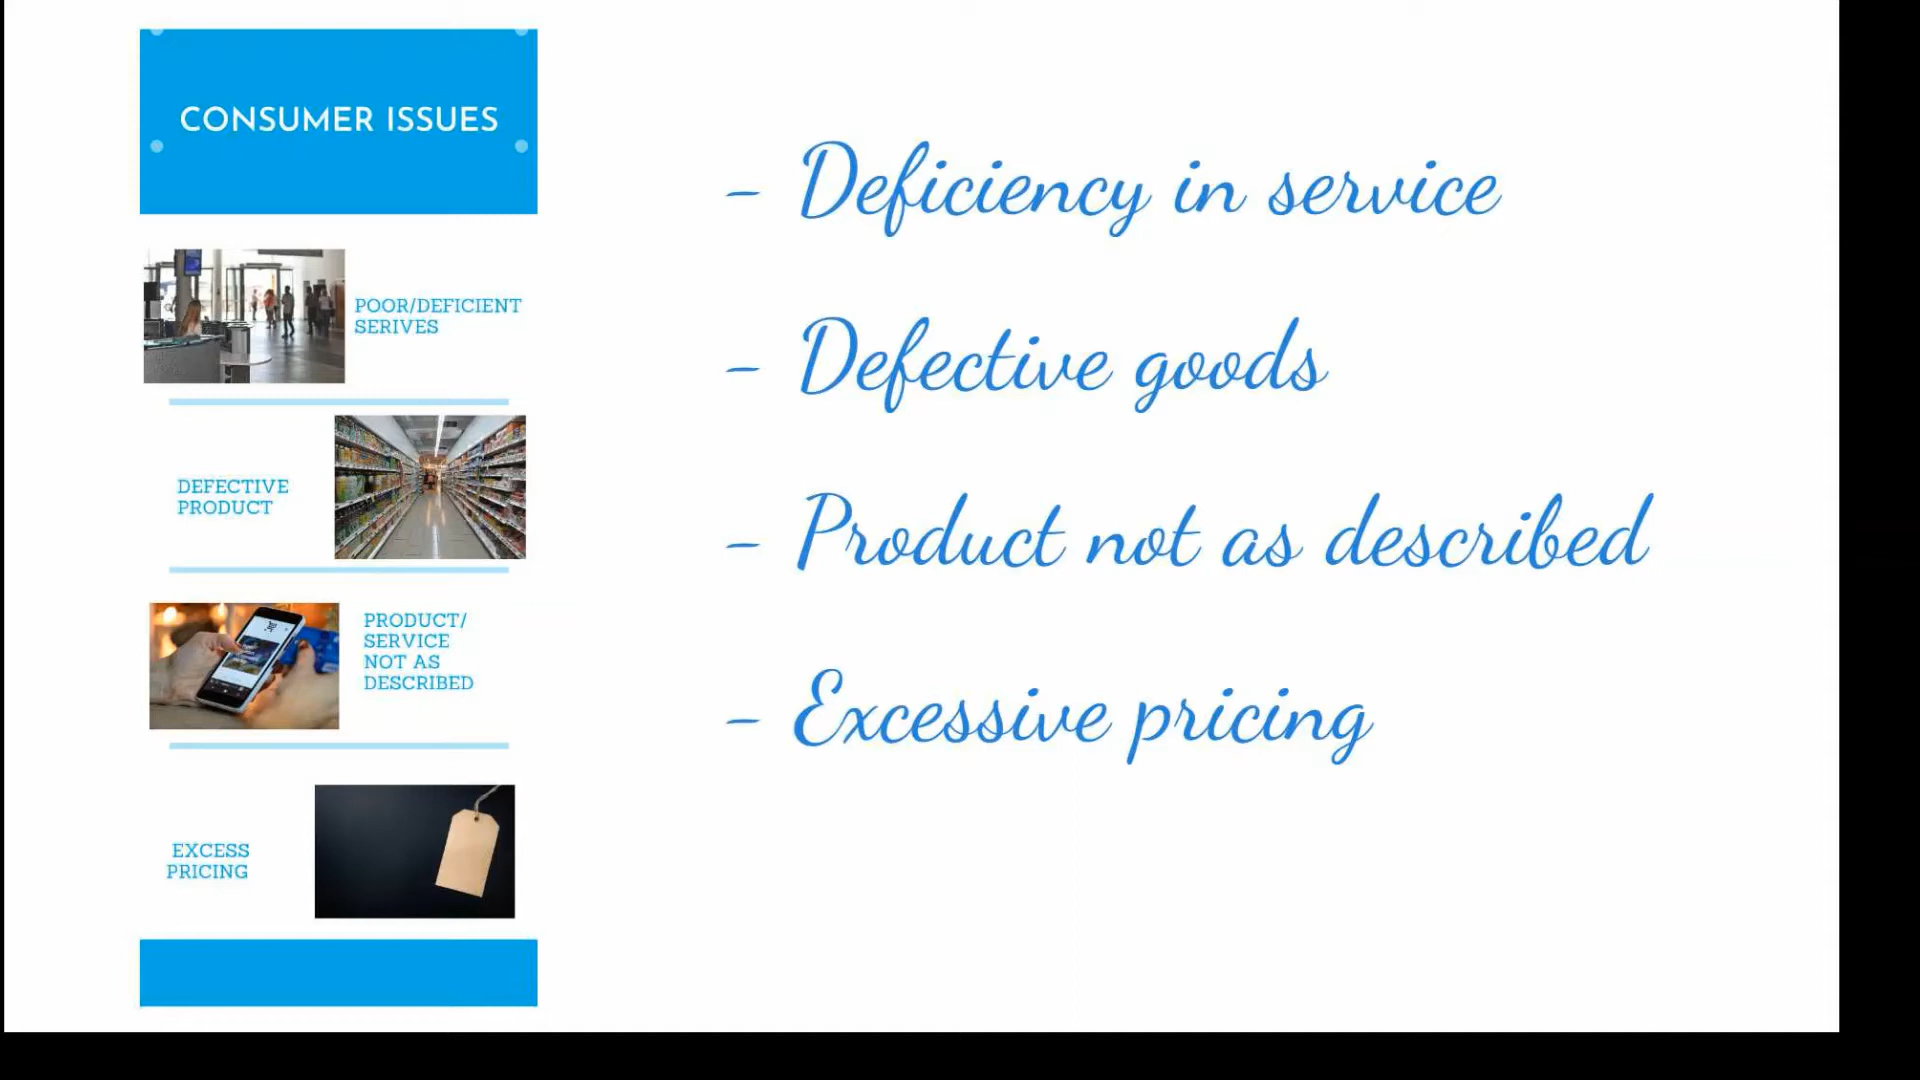 CONSUMER ISSUES
POOR/DEFICIENT
SERIVES
DEFECTIVE
PRODUCT
PRODUCT/
SERVICE
NOT AS
DESCRIBED
EXCESS
PRICING
- Deficiency in service
- Defective goods
- Product not as described
- Excessive pricing